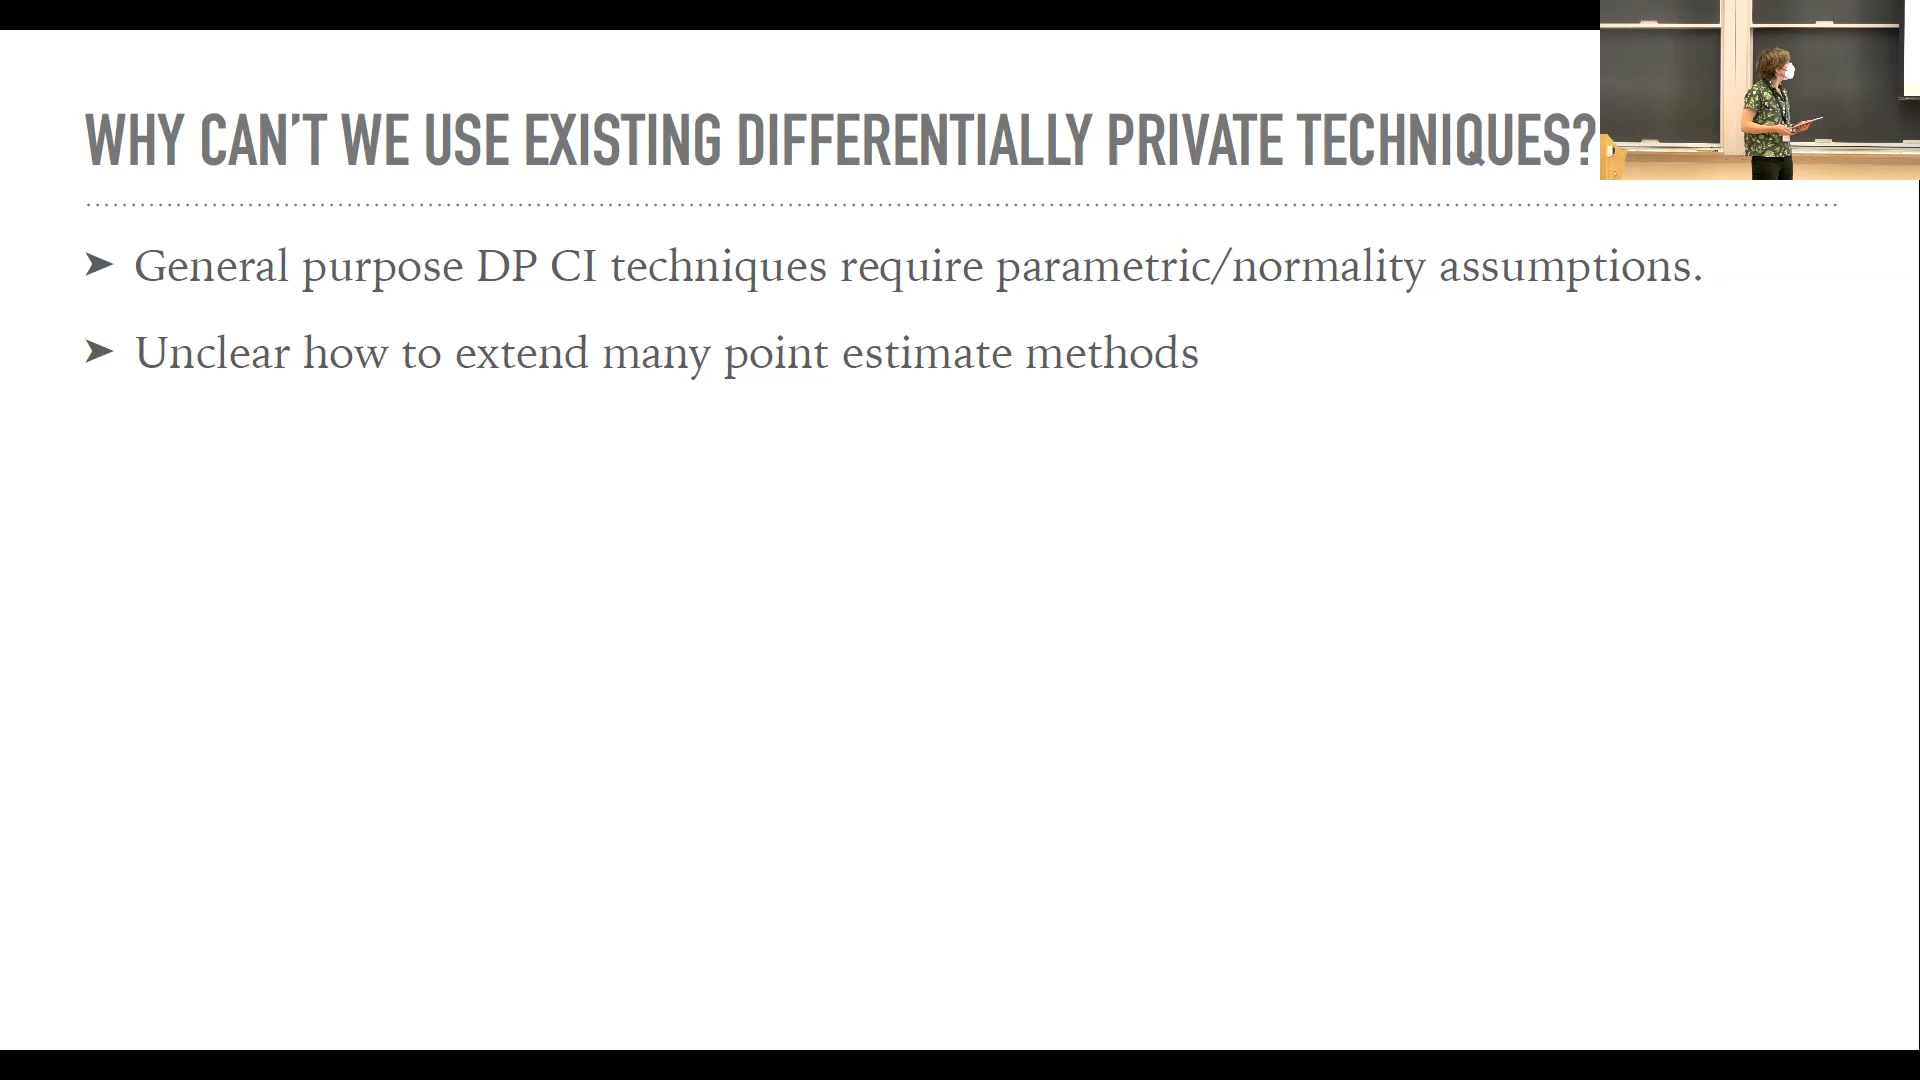 WHY CAN'T WE USE EXISTING DIFFERENTIALLY PRIVATE TECHNIQUES?
➤ General purpose DP CI techniques require parametric/normality assumptions.
➤ Unclear how to extend many point estimate methods